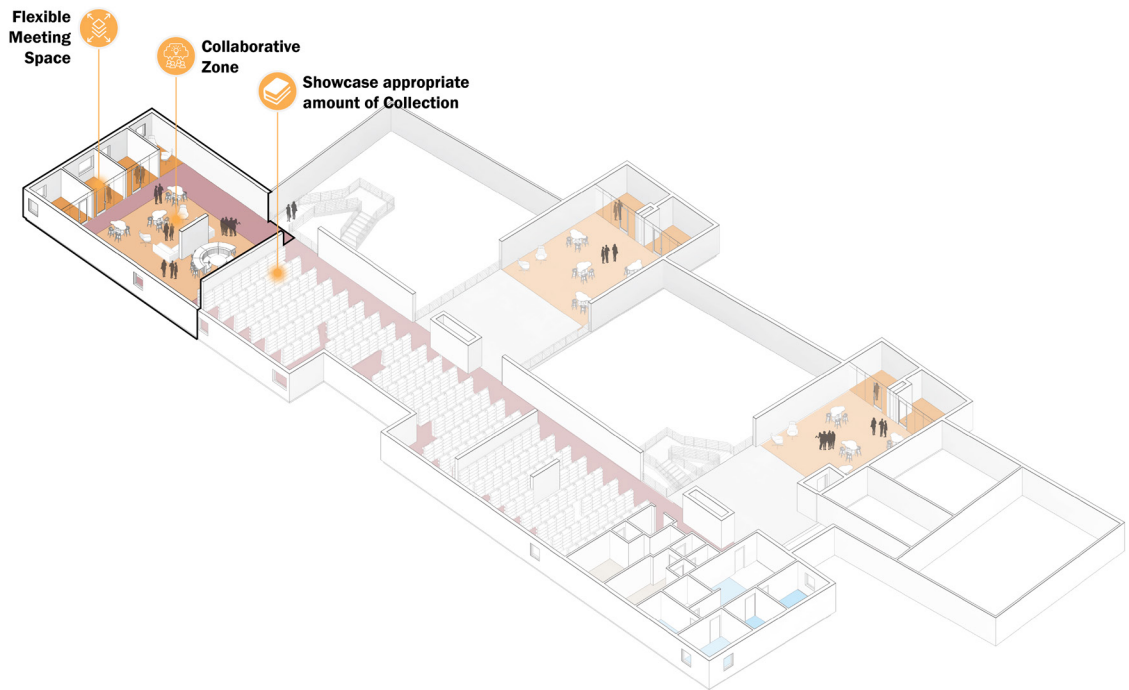 Flexible
Meeting
Space
Collaborative
Zone
Showcase appropriate
amount of Collection